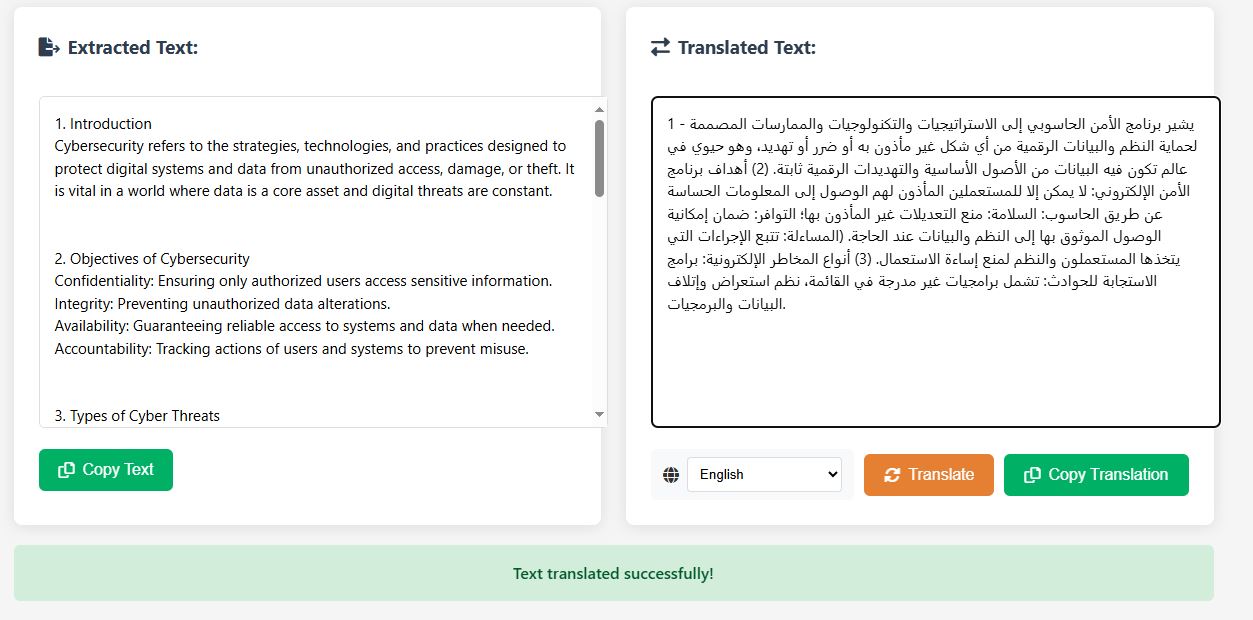 Extracted Text:
1. Introduction
Cybersecurity refers to the strategies, technologies, and practices designed to
protect digital systems and data from unauthorized access, damage, or theft. It
is vital in a world where data is a core asset and digital threats are constant.
2. Objectives of Cybersecurity
Confidentiality: Ensuring only authorized users access sensitive information.
Integrity: Preventing unauthorized data alterations.
Availability: Guaranteeing reliable access to systems and data when needed.
Accountability: Tracking actions of users and systems to prevent misuse.
3. Types of Cyber Threats
Copy Text
Translated Text:
1 - يشير برنامج الأمن الحاسوبي إلى الاستراتيجيات والتكنولوجيات والممارسات المصممة
لحماية النظم والبيانات الرقمية من أي شكل غير مأذون به أو ضرر أو تهديد، وهو حيوي في
عالم تكون فيه البيانات من الأصول الأساسية والتهديدات الرقمية ثابتة. (2) أهداف برنامج
الأمن الإلكتروني: لا يمكن إلا للمستعملين المأذون لهم الوصول إلى المعلومات الحساسة
عن طريق الحاسوب: السلامة: منع التعديلات غير المأذون بها؛ التوافر: ضمان إمكانية
الوصول الموثوق بها إلى النظم والبيانات عند الحاجة. (المساءلة: تتبع الإجراءات التي
يتخذها المستعملون والنظم لمنع إساءة الاستعمال. (3) أنواع المخاطر الإلكترونية: برامج
الاستجابة للحوادث: تشمل برامجيات غير مدرجة في القائمة، نظم استعراض وإتلاف
البيانات والبرمجيات.
English
Translate
Copy Translation
Text translated successfully!